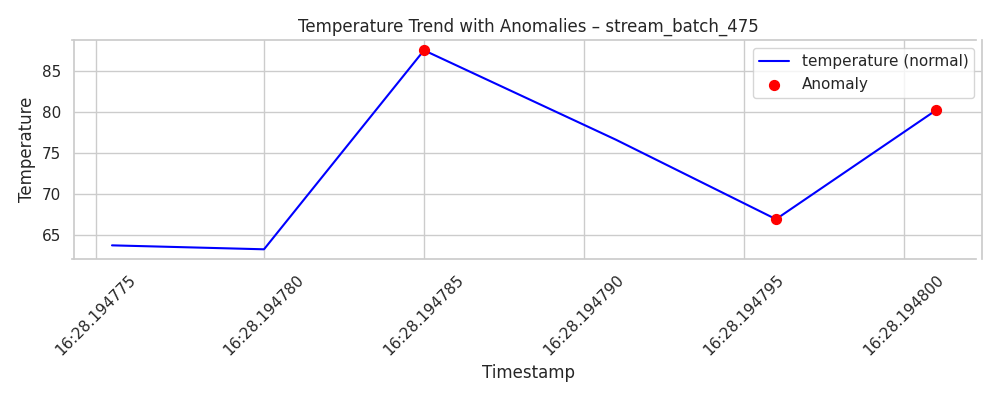 Temperature Trend with Anomalies – stream_batch_475
temperature (normal)
Anomaly
Temperature
85
80
75
70
65
16:28.194775
16:28.194780
16:28.194785
16:28.194790
16:28.194795
16:28.194800
Timestamp